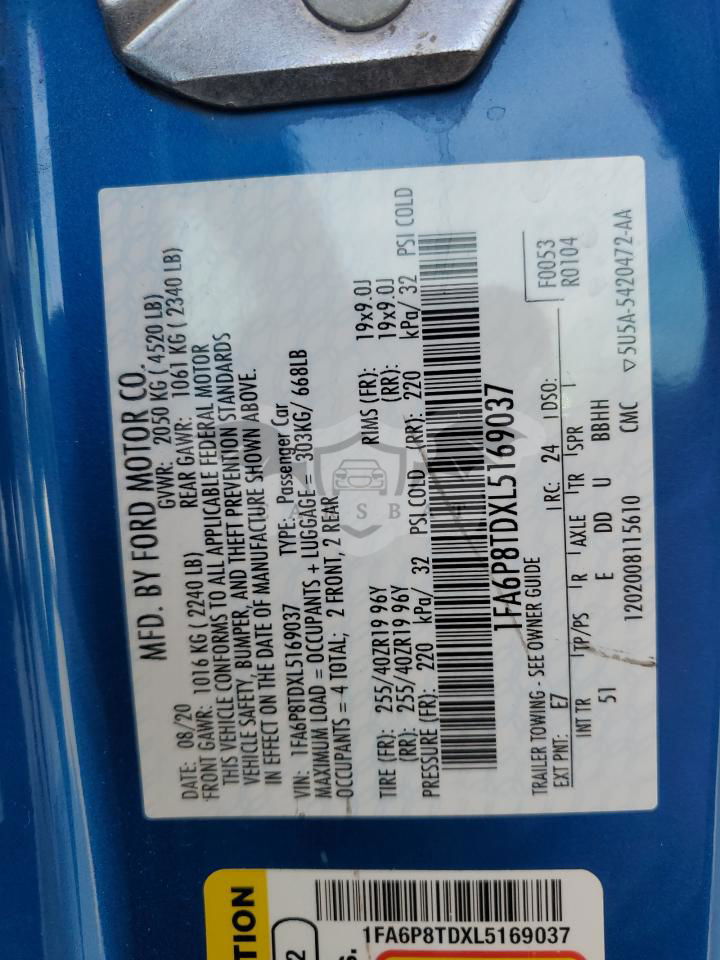 MFD. BY FORD MOTOR CO.
DATE: 08/20 GVWR: 2050 KG ( 4520 LB)
FRONT GAWR: 1016 KG ( 2240 LB) REAR GAWR: 1061 KG ( 2340 LB)
THIS VEHICLE CONFORMS TO ALL APPLICABLE FEDERAL MOTOR
VEHICLE SAFETY, BUMPER, AND THEFT PREVENTION STANDARDS
IN EFFECT ON THE DATE OF MANUFACTURE SHOWN ABOVE.
VIN: 1FA6P8TDXL5169037 TYPE: Passenger Car
MAXIMUM LOAD = OCCUPANTS + LUGGAGE = 303KG/ 668LB
OCCUPANTS = 4 TOTAL; 2 FRONT, 2 REAR
TIRE (FR): 255/40ZR19 96Y RIMS (FR): 19x9.0J
(RR): 255/40ZR19 96Y (RR): 19x9.0J
PRESSURE (FR): 220 kPa/ 32 PSI COLD (RR): 220 kPa/ 32 PSI COLD
1FA6P8TDXL5169037
TRAILER TOWING - SEE OWNER GUIDE
EXT PNT: E7 RC: 24 DSO: F0053
R0104
INT TR TP/PS R AXLE TR SPR
51 E DD U BBHH
1202008115610 CMC ▽5U5A-5420472-AA
1FA6P8TDXL5169037